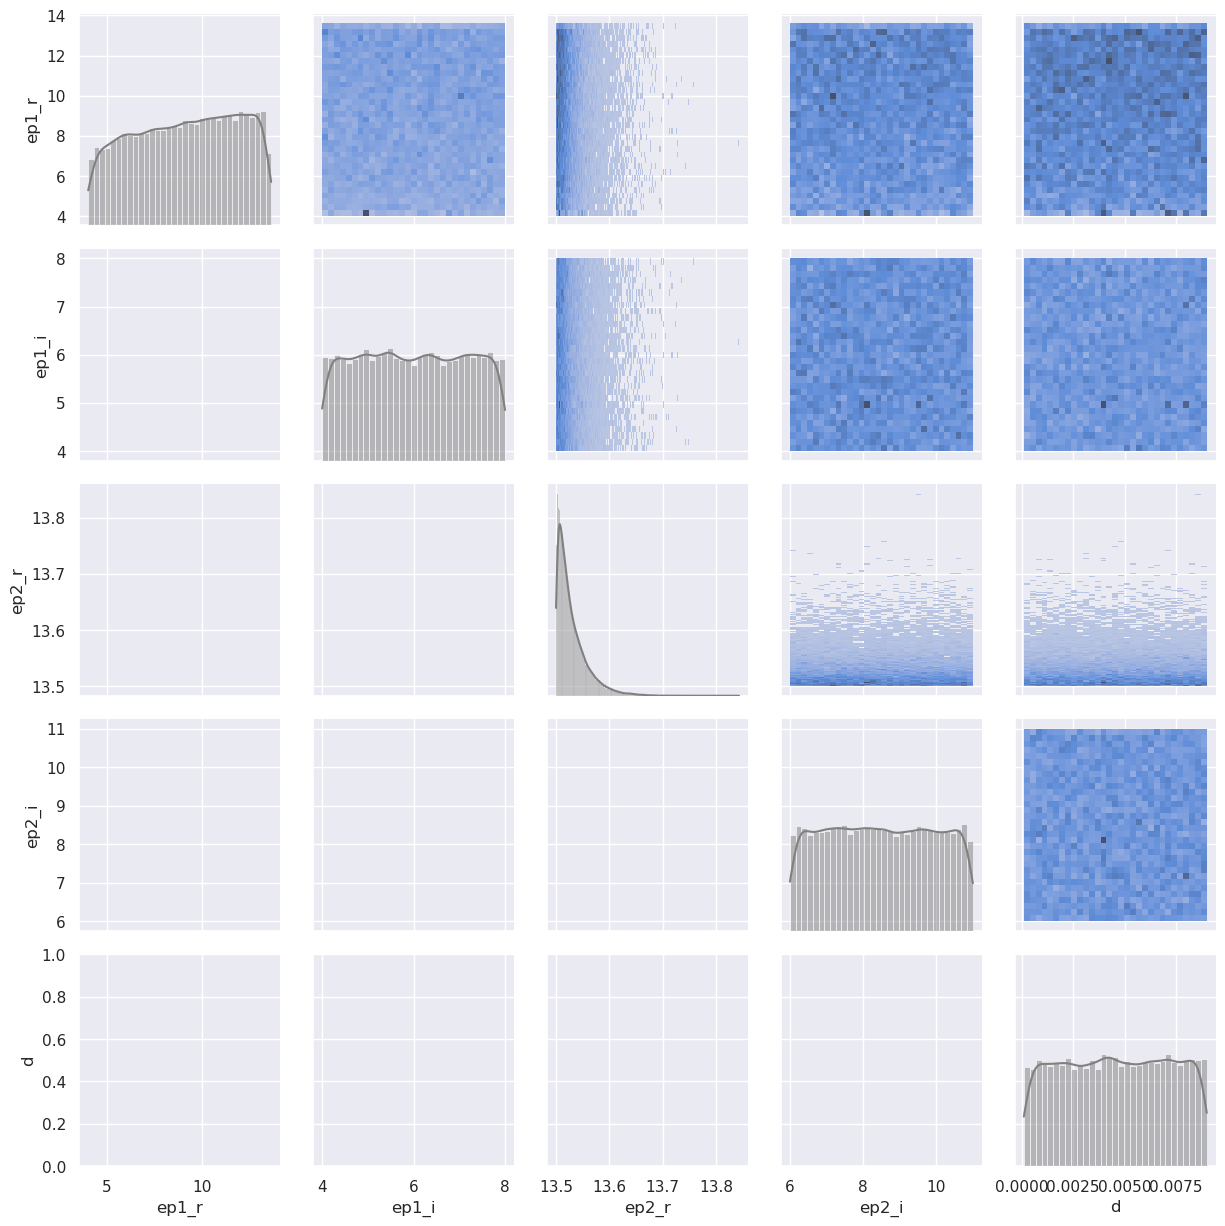 14
12
10
8
6
4
ep1_r
8
7
6
5
4
ep1_i
13.8
13.7
13.6
13.5
ep2_r
11
10
9
8
7
6
ep2_i
1.0
0.8
0.6
0.4
0.2
0.0
d
5 10
4 6 8
13.5 13.6 13.7 13.8
6 8 10
0.0000 0.0025 0.0050 0.0075
ep1_r ep1_i ep2_r ep2_i d